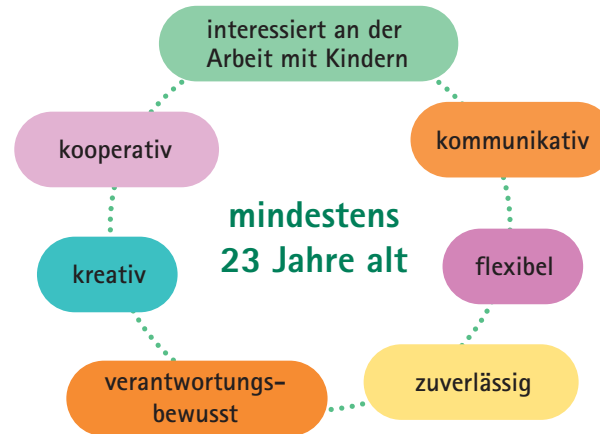 interessiert an der
Arbeit mit Kindern
kooperativ
kommunikativ
mindestens
23 Jahre alt
kreativ
flexibel
verantwortungs-
bewusst
zuverlässig